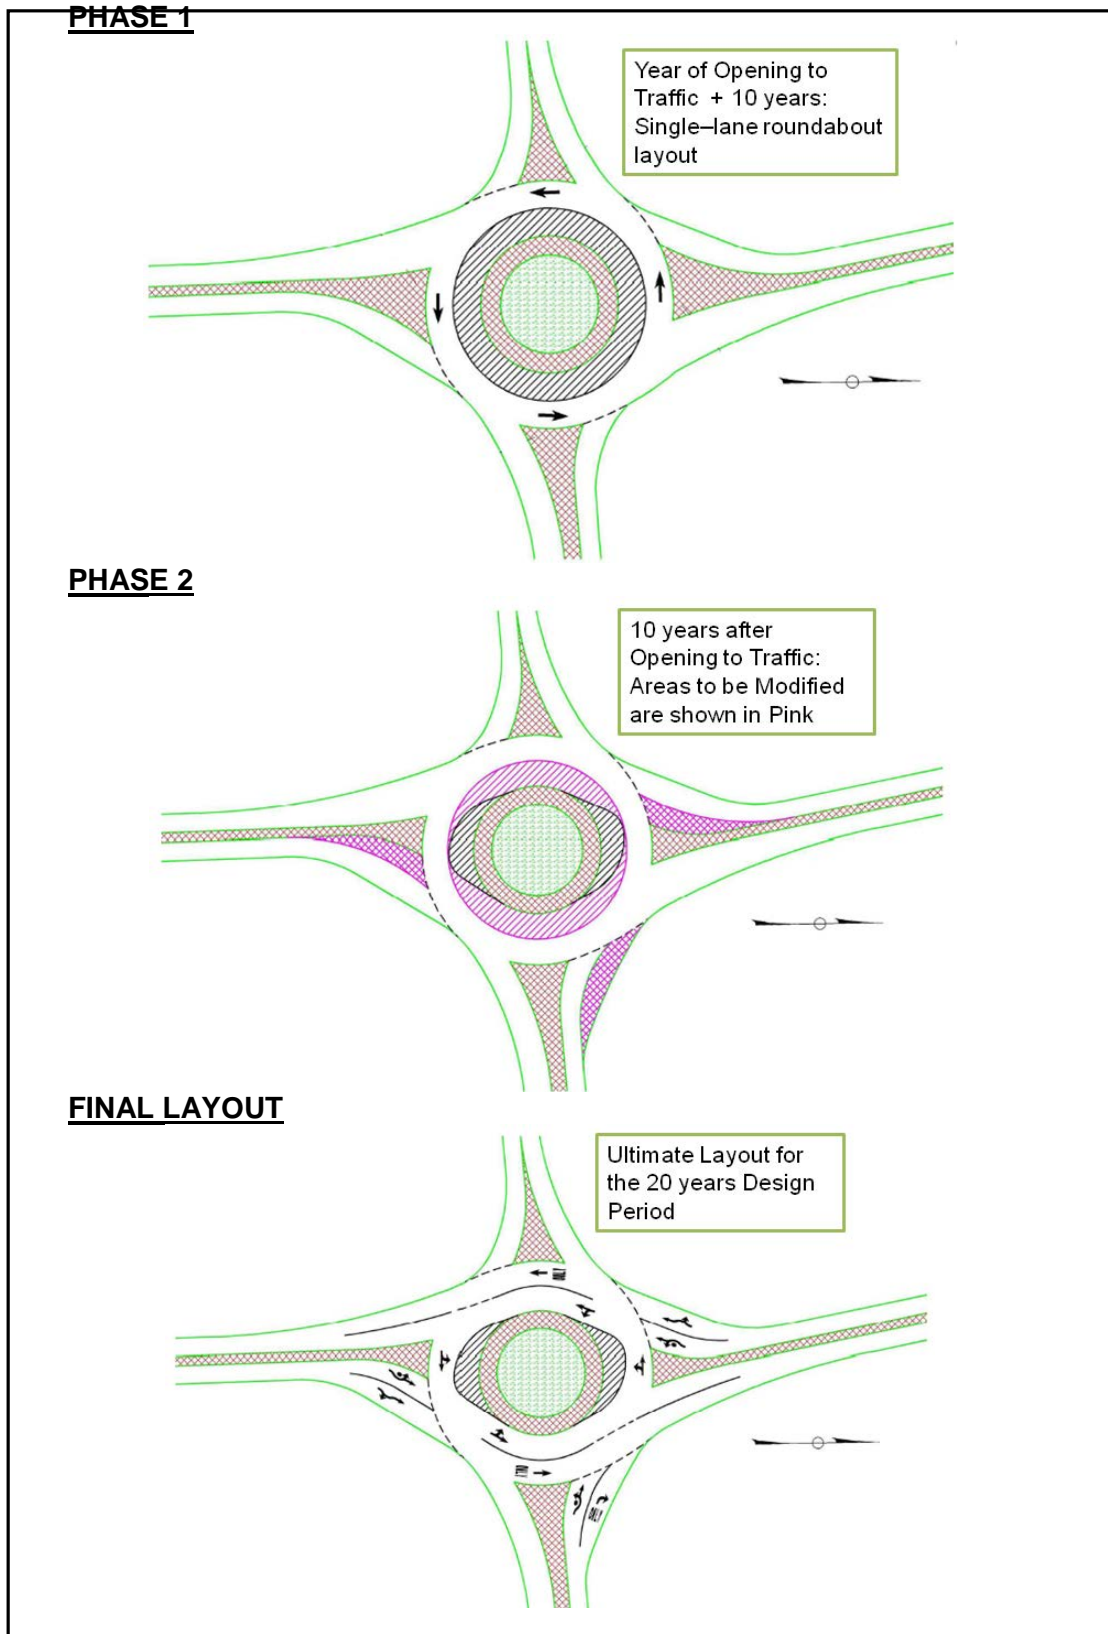 PHASE 1
Year of Opening to
Traffic + 10 years:
Single–lane roundabout
layout
PHASE 2
10 years after
Opening to Traffic:
Areas to be Modified
are shown in Pink
FINAL LAYOUT
Ultimate Layout for
the 20 years Design
Period
ONLY
ONLY